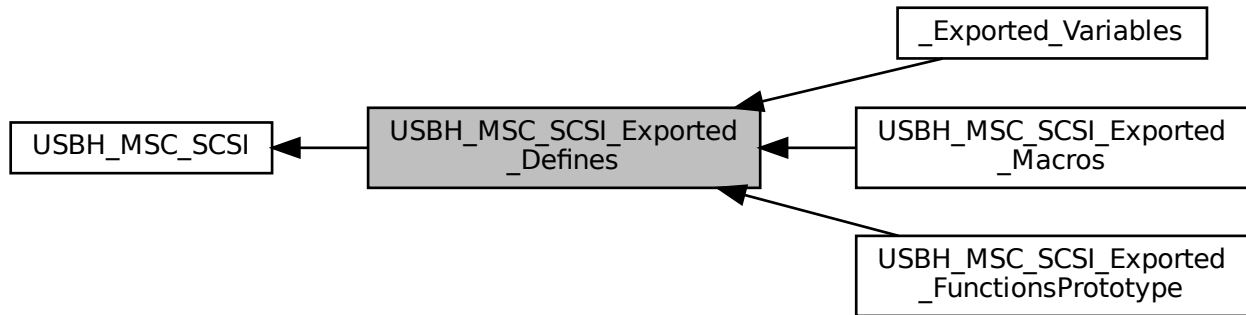 _Exported_Variables
USBH_MSC_SCSI
USBH_MSC_SCSI_Exported
_Defines
USBH_MSC_SCSI_Exported
_Macros
USBH_MSC_SCSI_Exported
_FunctionsPrototype